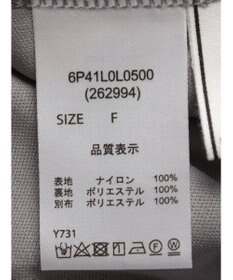 6P41L0L0500
(262994)
SIZE F
品質表示
表地 ナイロン 100%
裏地 ポリエステル 100%
別布 ポリエステル 100%
Y731